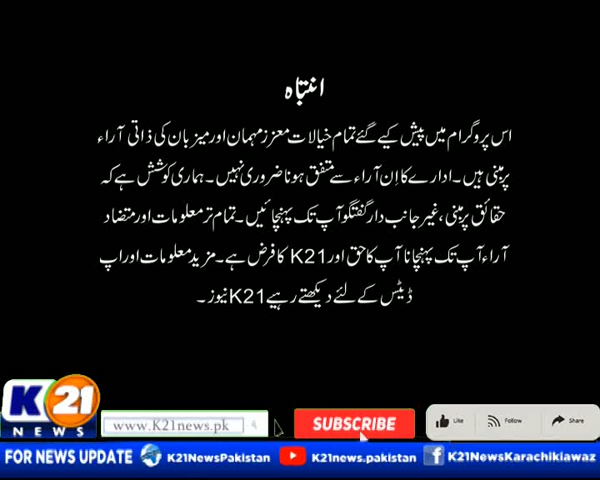 انتباہ
اس پروگرام میں پیش کیے گئے تمام خیالات معزز مہمان اور میزبان کی ذاتی آراء
پر مبنی ہیں۔ ادارے کا اِن آراء سے متفق ہونا ضروری نہیں۔ ہماری کوشش ہے کہ
حقائق پر مبنی، غیر جانب دار گفتگو آپ تک پہنچائیں۔ تمام تر معلومات اور متضاد
آراء آپ تک پہنچانا آپ کا حق اور K21 کا فرض ہے۔ مزید معلومات اور اپ
ڈیٹس کے لئے دیکھتے رہیے K21 نیوز۔
K21
NEWS
www.K21news.pk
SUBSCRIBE
Like
Follow
Share
FOR NEWS UPDATE K21NewsPakistan K21news.pakistan K21NewsKarachikiawaz